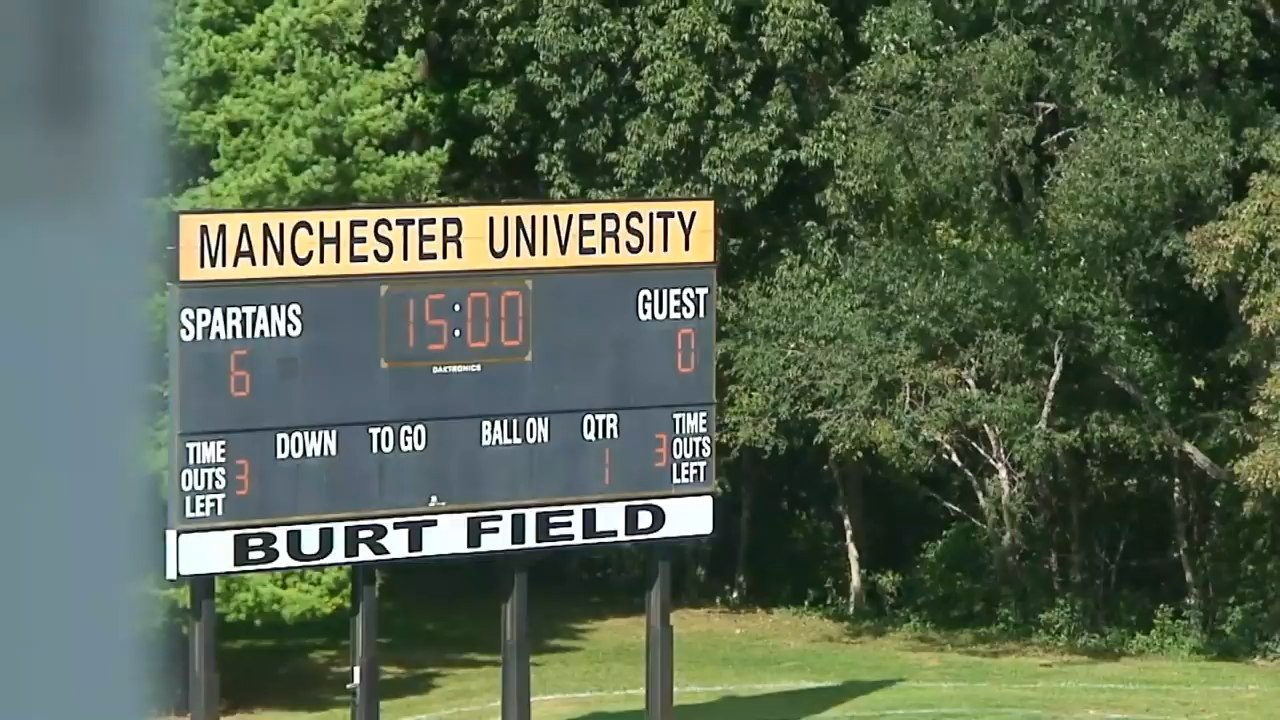 MANCHESTER UNIVERSITY
SPARTANS 15:00 GUEST
6 0
DAKTRONICS
TIME OUTS LEFT 3 DOWN TO GO BALL ON QTR 1 3 TIME OUTS LEFT
BURT FIELD